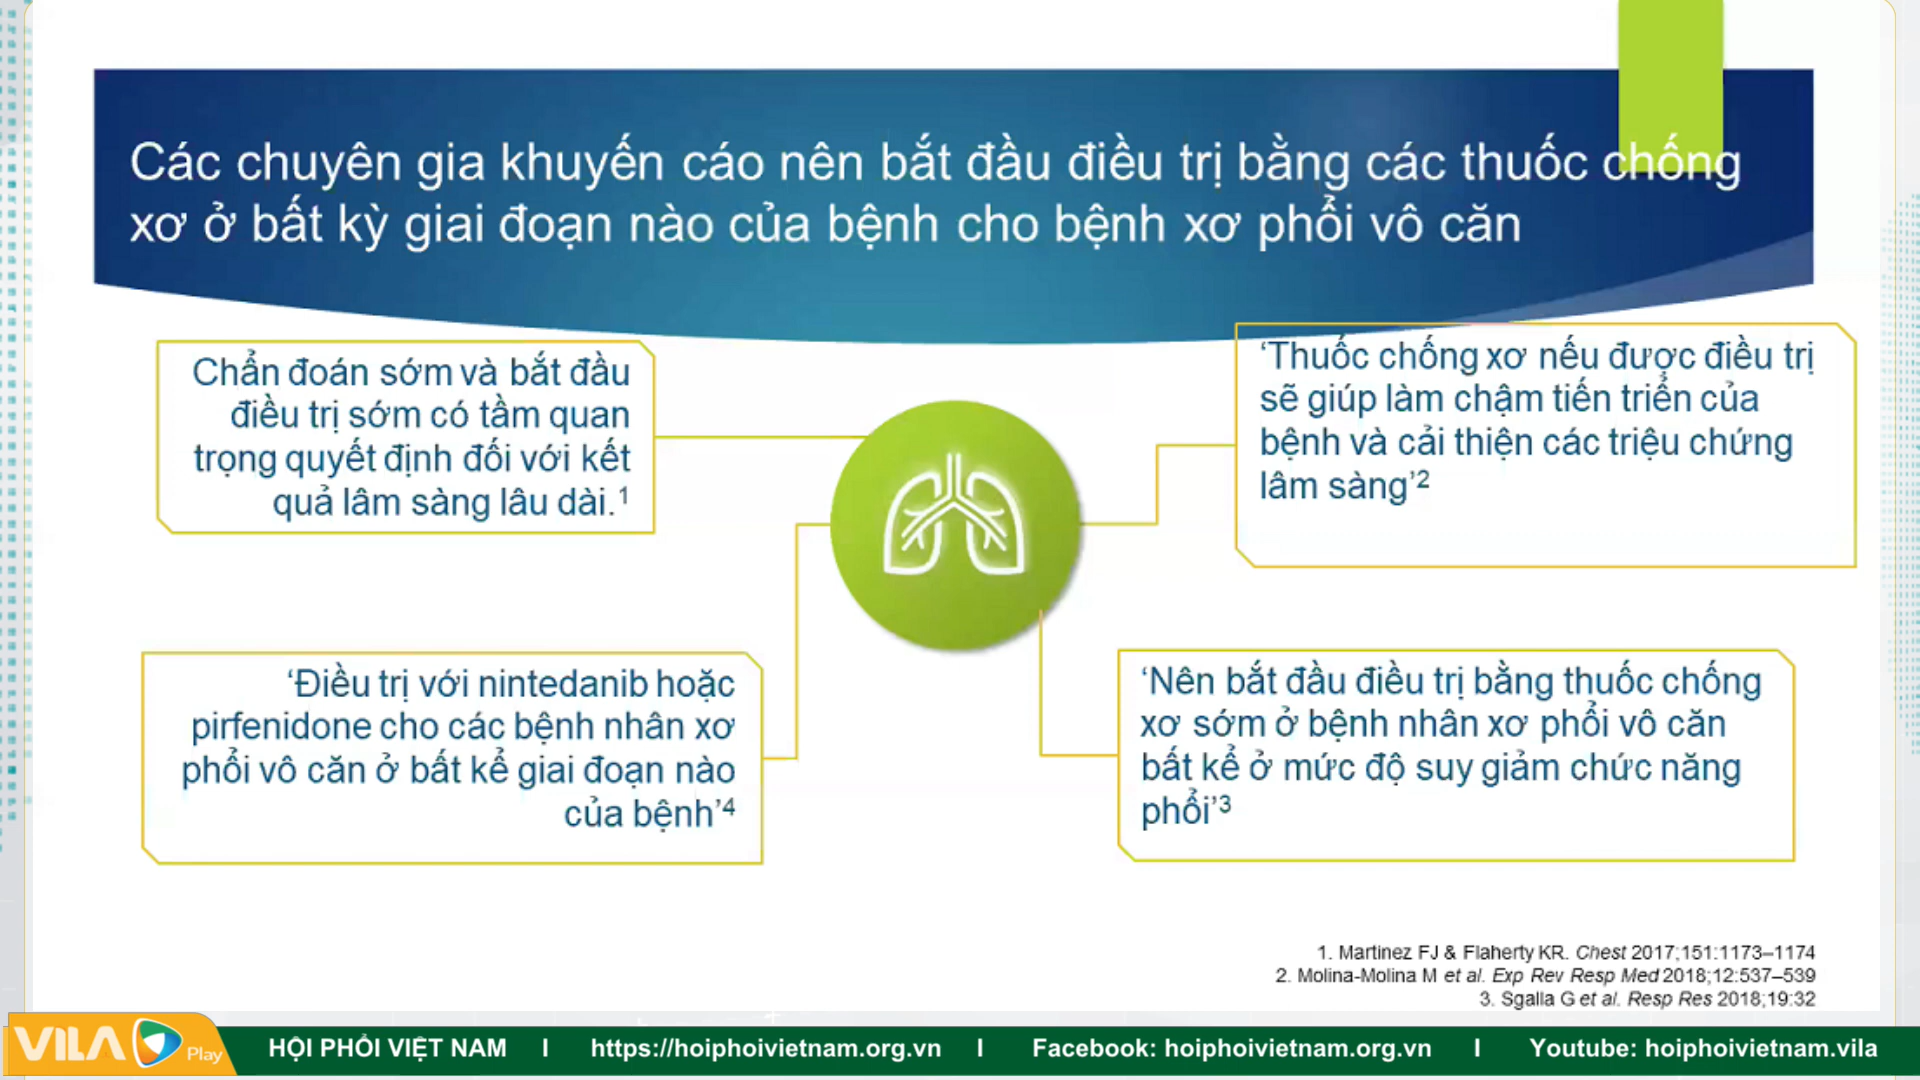 Các chuyên gia khuyến cáo nên bắt đầu điều trị bằng các thuốc chống
xơ ở bất kỳ giai đoạn nào của bệnh cho bệnh xơ phổi vô căn
Chẩn đoán sớm và bắt đầu
điều trị sớm có tầm quan
trọng quyết định đối với kết
quả lâm sàng lâu dài.¹
‘Thuốc chống xơ nếu được điều trị
sẽ giúp làm chậm tiến triển của
bệnh và cải thiện các triệu chứng
lâm sàng’²
‘Điều trị với nintedanib hoặc
pirfenidone cho các bệnh nhân xơ
phổi vô căn ở bất kể giai đoạn nào
của bệnh’⁴
‘Nên bắt đầu điều trị bằng thuốc chống
xơ sớm ở bệnh nhân xơ phổi vô căn
bất kể ở mức độ suy giảm chức năng
phổi’³
1. Martinez FJ & Flaherty KR. Chest 2017;151:1173–1174
2. Molina-Molina M et al. Exp Rev Resp Med 2018;12:537–539
3. Sgalla G et al. Resp Res 2018;19:32
VILA Play
HỘI PHỔI VIỆT NAM I https://hoiphoivietnam.org.vn I Facebook: hoiphoivietnam.org.vn I Youtube: hoiphoivietnam.vila